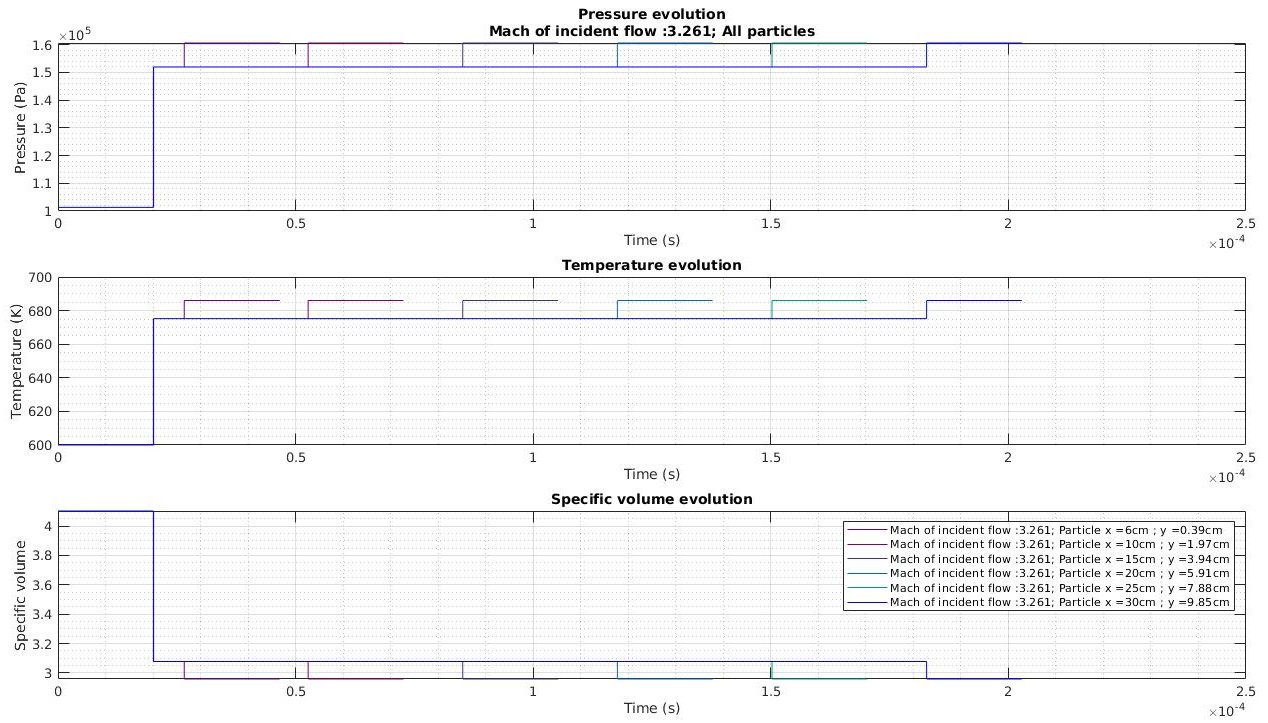 Pressure evolution
Mach of incident flow :3.261; All particles
×10⁵
1.6
1.5
1.4
1.3
1.2
1.1
1
Pressure (Pa)
0 0.5 1 1.5 2 2.5
Time (s)
×10⁻⁴
Temperature evolution
700
680
660
640
620
600
Temperature (K)
0 0.5 1 1.5 2 2.5
Time (s)
×10⁻⁴
Specific volume evolution
4
3.8
3.6
3.4
3.2
3
Specific volume
Mach of incident flow :3.261; Particle x =6cm ; y =0.39cm
Mach of incident flow :3.261; Particle x =10cm ; y =1.97cm
Mach of incident flow :3.261; Particle x =15cm ; y =3.94cm
Mach of incident flow :3.261; Particle x =20cm ; y =5.91cm
Mach of incident flow :3.261; Particle x =25cm ; y =7.88cm
Mach of incident flow :3.261; Particle x =30cm ; y =9.85cm
0 0.5 1 1.5 2 2.5
Time (s)
×10⁻⁴